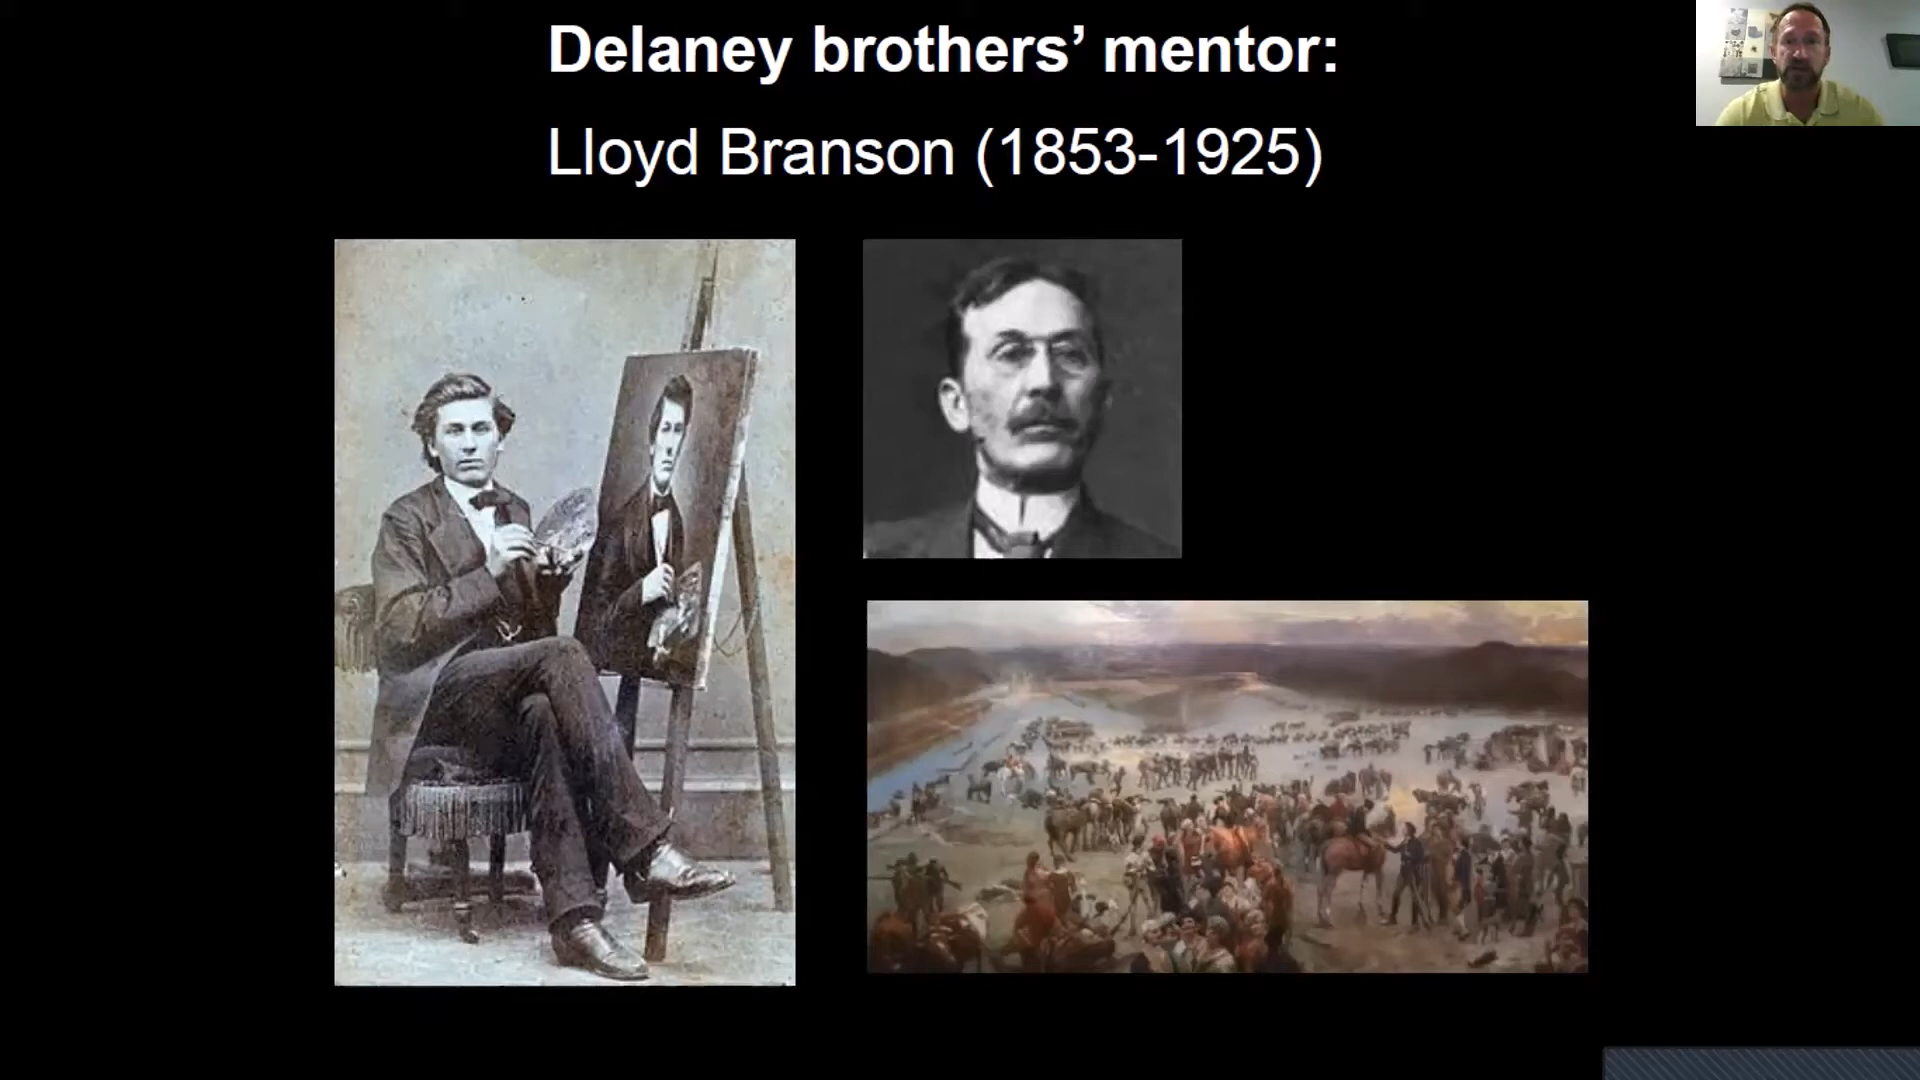 Delaney brothers’ mentor:
Lloyd Branson (1853-1925)